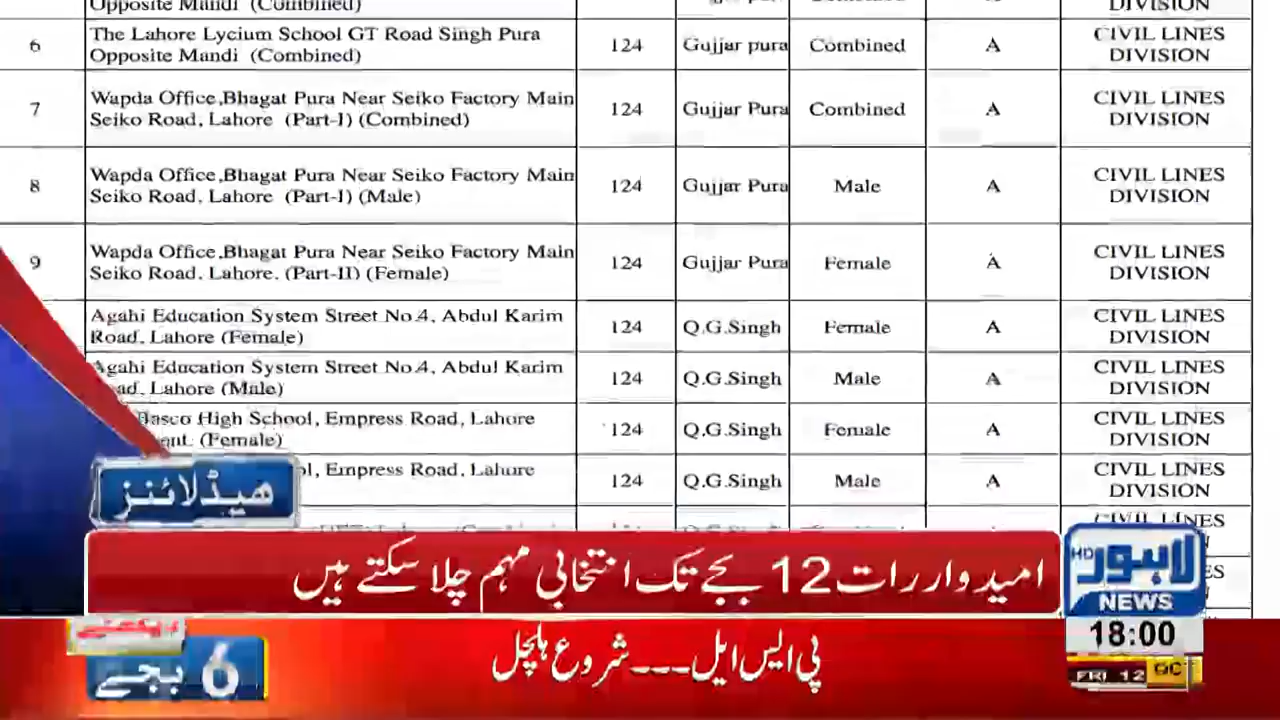 Opposite Mandi (Combined)
DIVISION
6 The Lahore Lycium School GT Road Singh Pura 124 Gujjar pura Combined A CIVIL LINES
Opposite Mandi (Combined) DIVISION
7 Wapda Office,Bhagat Pura Near Seiko Factory Main 124 Gujjar Pura Combined A CIVIL LINES
Seiko Road, Lahore (Part-I) (Combined) DIVISION
8 Wapda Office,Bhagat Pura Near Seiko Factory Main 124 Gujjar Pura Male A CIVIL LINES
Seiko Road, Lahore (Part-I) (Male) DIVISION
9 Wapda Office,Bhagat Pura Near Seiko Factory Main 124 Gujjar Pura Female A CIVIL LINES
Seiko Road, Lahore. (Part-II) (Female) DIVISION
Agahi Education System Street No.4, Abdul Karim 124 Q.G.Singh Female A CIVIL LINES
Road, Lahore (Female) DIVISION
Agahi Education System Street No.4, Abdul Karim 124 Q.G.Singh Male A CIVIL LINES
Lahore (Male) DIVISION
High School, Empress Road, Lahore 124 Q.G.Singh Female A CIVIL LINES
(Female) DIVISION
Empress Road, Lahore 124 Q.G.Singh Male A CIVIL LINES
DIVISION
ہیڈلائنز
امیدوار رات 12 بجے تک انتخابی مہم چلا سکتے ہیں
لاہور HD
NEWS
18:00
FRI 12 OC
6 بجے
پی ایس ایل۔۔۔شروع ہلچل